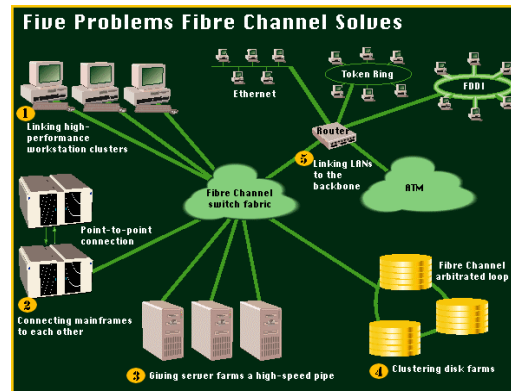 Five Problems Fibre Channel Solves
1
Linking high-
performance
workstation clusters
Ethernet
Token Ring
FDDI
Router
5
Linking LANs
to the
backbone
ATM
Fibre Channel
switch fabric
Point-to-point
connection
2
Connecting mainframes
to each other
3
Giving server farms a high-speed pipe
Fibre Channel
arbitrated loop
4
Clustering disk farms